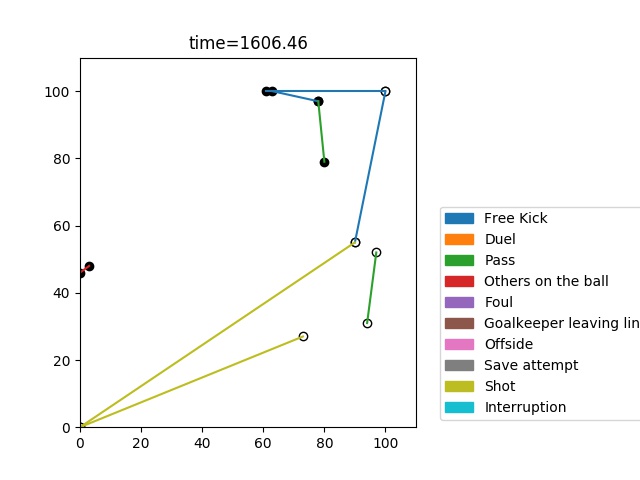 time=1606.46
100
80
60
40
20
0
0
20
40
60
80
100
Free Kick
Duel
Pass
Others on the ball
Foul
Goalkeeper leaving lin
Offside
Save attempt
Shot
Interruption